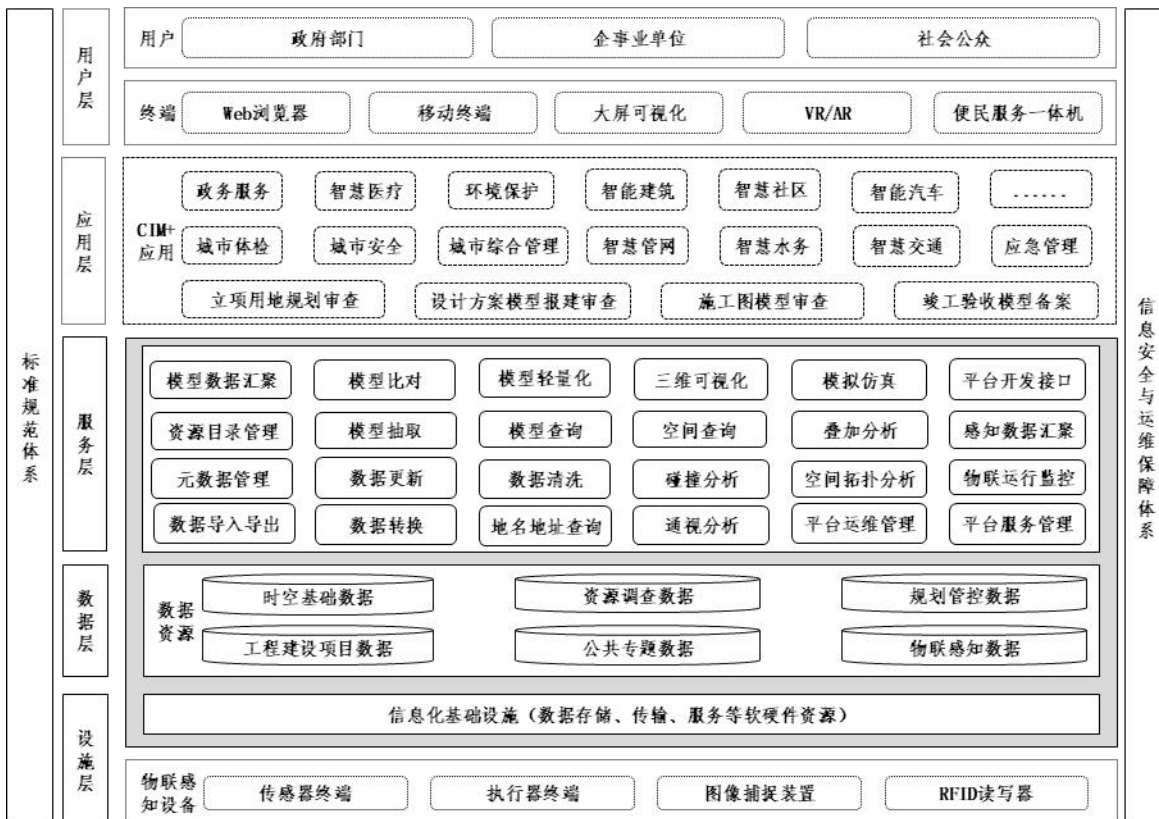 标准规范体系
用户层
用户 政府部门 企事业单位 社会公众
终端 Web浏览器 移动终端 大屏可视化 VR/AR 便民服务一体机
应用层
CIM+应用
政务服务 智慧医疗 环境保护 智能建筑 智慧社区 智能汽车 ......
城市体检 城市安全 城市综合管理 智慧管网 智慧水务 智慧交通 应急管理
立项用地规划审查 设计方案模型报建审查 施工图模型审查 竣工验收模型备案
服务层
模型数据汇聚 模型比对 模型轻量化 三维可视化 模拟仿真 平台开发接口
资源目录管理 模型抽取 模型查询 空间查询 叠加分析 感知数据汇聚
元数据管理 数据更新 数据清洗 碰撞分析 空间拓扑分析 物联运行监控
数据导入导出 数据转换 地名地址查询 通视分析 平台运维管理 平台服务管理
数据层
数据资源
时空基础数据 资源调查数据 规划管控数据
工程建设项目数据 公共专题数据 物联感知数据
设施层
信息化基础设施（数据存储、传输、服务等软硬件资源）
物联感知设备 传感器终端 执行器终端 图像捕捉装置 RFID读写器
信息安全与运维保障体系